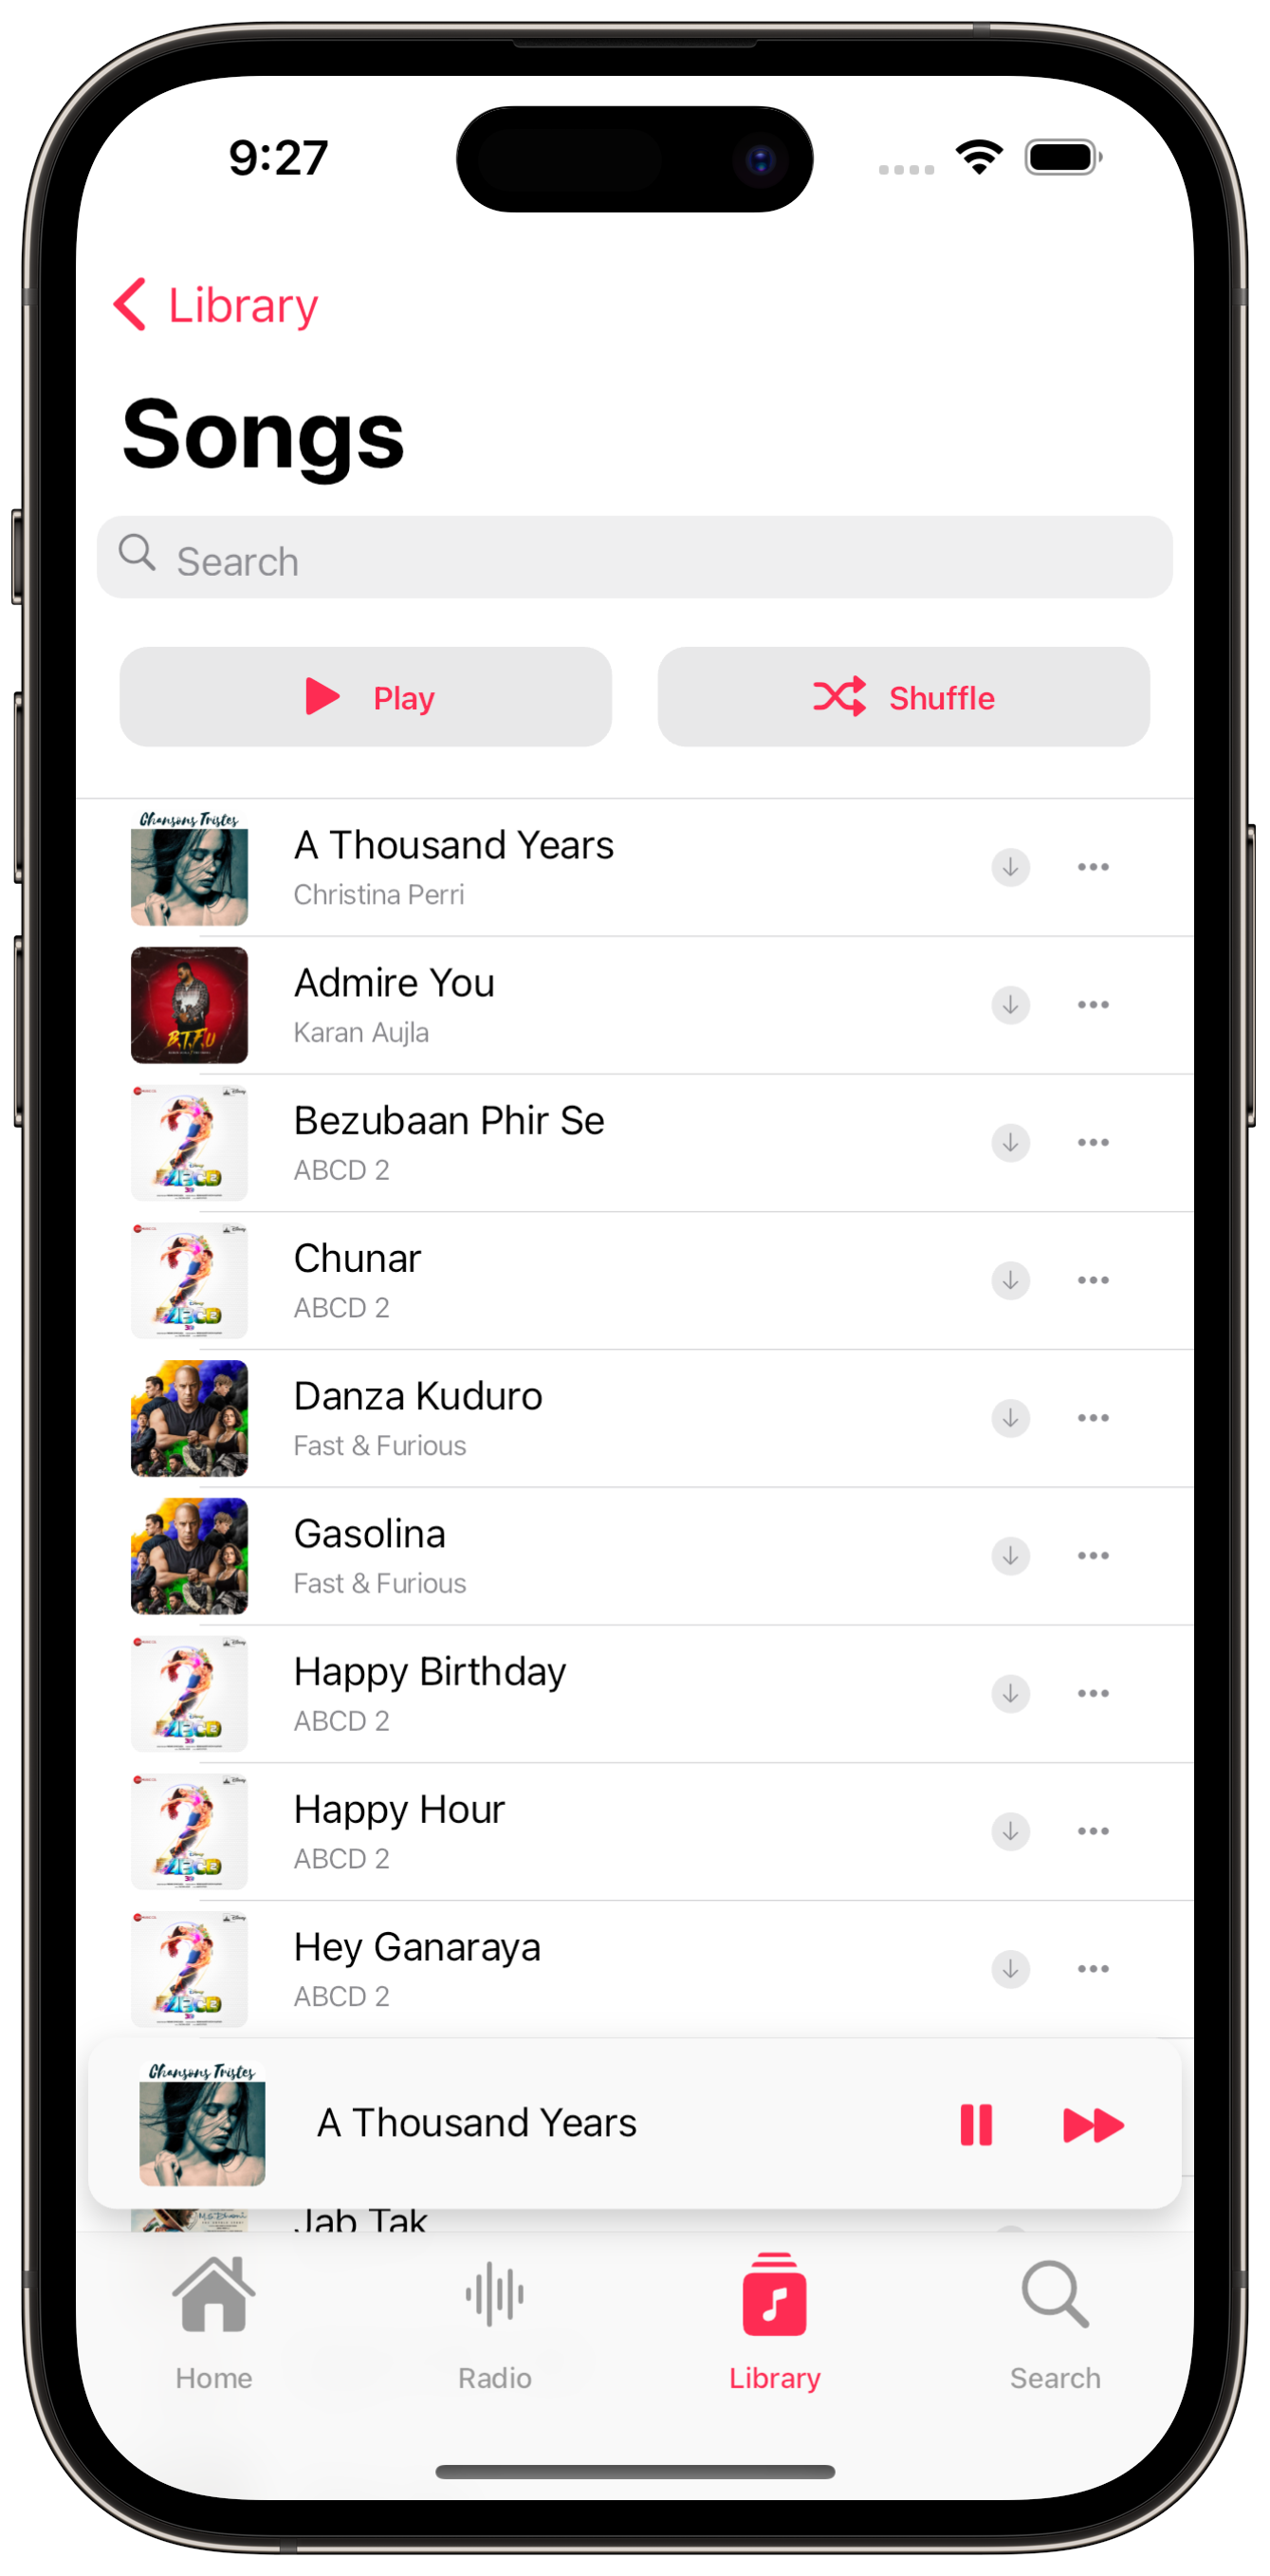 9:27
Library
Songs
Search
Play
Shuffle
Chansons Tristes
A Thousand Years
Christina Perri
B.T.F.U
Admire You
Karan Aujla
Bezubaan Phir Se
ABCD 2
Chunar
ABCD 2
Danza Kuduro
Fast & Furious
Gasolina
Fast & Furious
Happy Birthday
ABCD 2
Happy Hour
ABCD 2
Hey Ganaraya
ABCD 2
Chansons Tristes
A Thousand Years
Jab Tak
Home
Radio
Library
Search